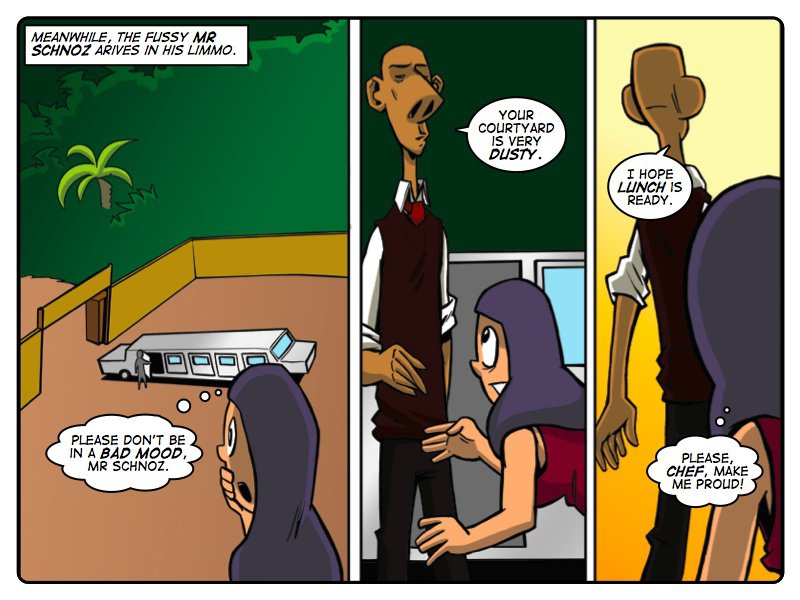 MEANWHILE, THE FUSSY MR
SCHNOZ ARIVES IN HIS LIMMO.
PLEASE DON'T BE
IN A BAD MOOD,
MR SCHNOZ.
YOUR
COURTYARD
IS VERY
DUSTY.
I HOPE
LUNCH IS
READY.
PLEASE,
CHEF, MAKE
ME PROUD!